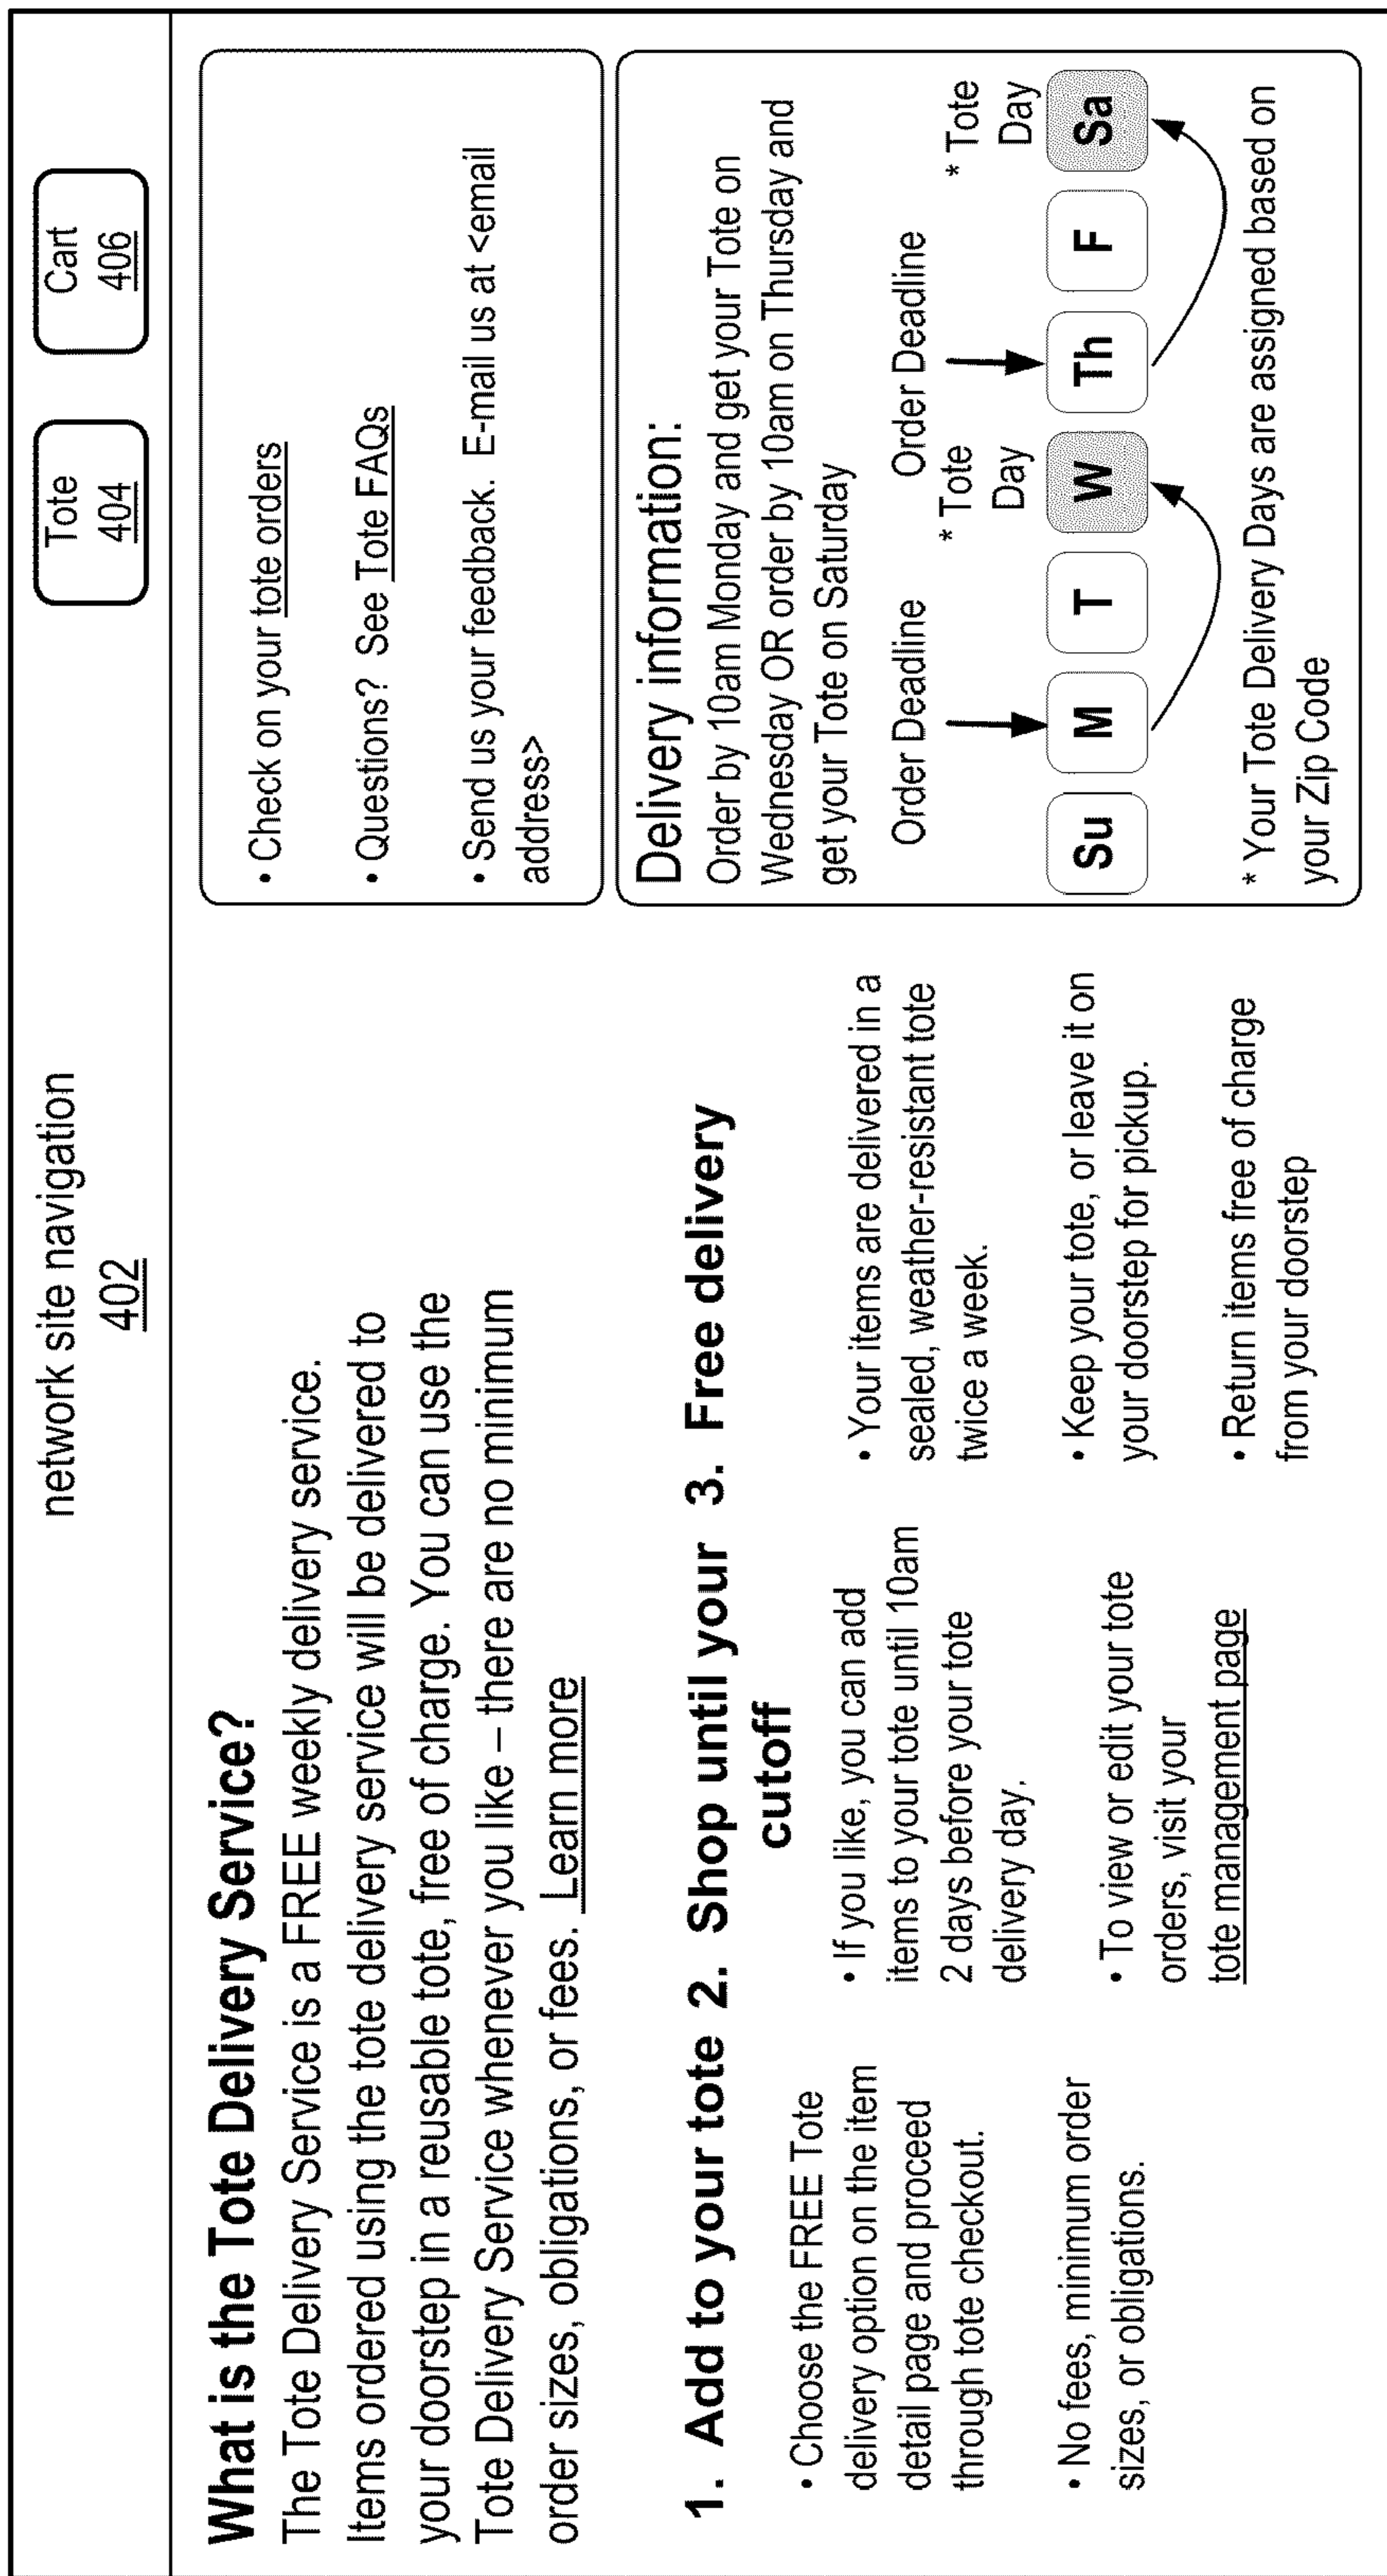 network site navigation
402
Tote
404
Cart
406
What is the Tote Delivery Service?
The Tote Delivery Service is a FREE weekly delivery service.
Items ordered using the tote delivery service will be delivered to
your doorstep in a reusable tote, free of charge. You can use the
Tote Delivery Service whenever you like – there are no minimum
order sizes, obligations, or fees. Learn more
1. Add to your tote
• Choose the FREE Tote
delivery option on the item
detail page and proceed
through tote checkout.
• No fees, minimum order
sizes, or obligations.
2. Shop until your
cutoff
• If you like, you can add
items to your tote until 10am
2 days before your tote
delivery day.
• To view or edit your tote
orders, visit your
tote management page
3. Free delivery
• Your items are delivered in a
sealed, weather-resistant tote
twice a week.
• Keep your tote, or leave it on
your doorstep for pickup.
• Return items free of charge
from your doorstep
• Check on your tote orders
• Questions? See Tote FAQs
• Send us your feedback. E-mail us at <email
address>
Delivery information:
Order by 10am Monday and get your Tote on
Wednesday OR order by 10am on Thursday and
get your Tote on Saturday
Order Deadline
* Tote
Day
Order Deadline
* Tote
Day
Su M T W Th F Sa
* Your Tote Delivery Days are assigned based on
your Zip Code